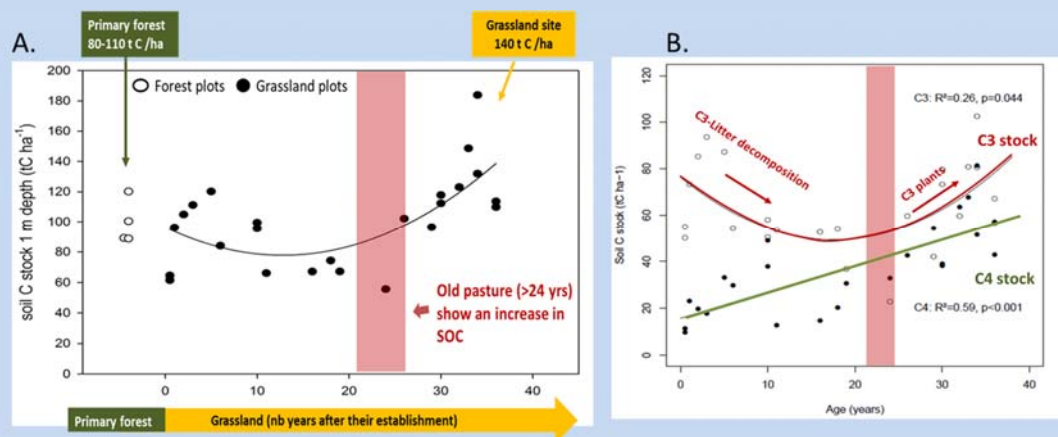 Primary forest
80-110 t C /ha
Grassland site
140 t C /ha
A.
B.
soil C stock 1 m depth (tC ha⁻¹)
200
180
160
140
120
100
80
60
40
20
0
Forest plots
Grassland plots
Old pasture (>24 yrs)
show an increase in
SOC
0
10
20
30
40
Primary forest
Grassland (nb years after their establishment)
Soil C stock (tC ha−1)
120
100
80
60
40
20
0
C3: R²=0.26, p=0.044
C3-Litter decomposition
C3 plants
C3 stock
C4 stock
C4: R²=0.59, p<0.001
0
10
20
30
40
Age (years)